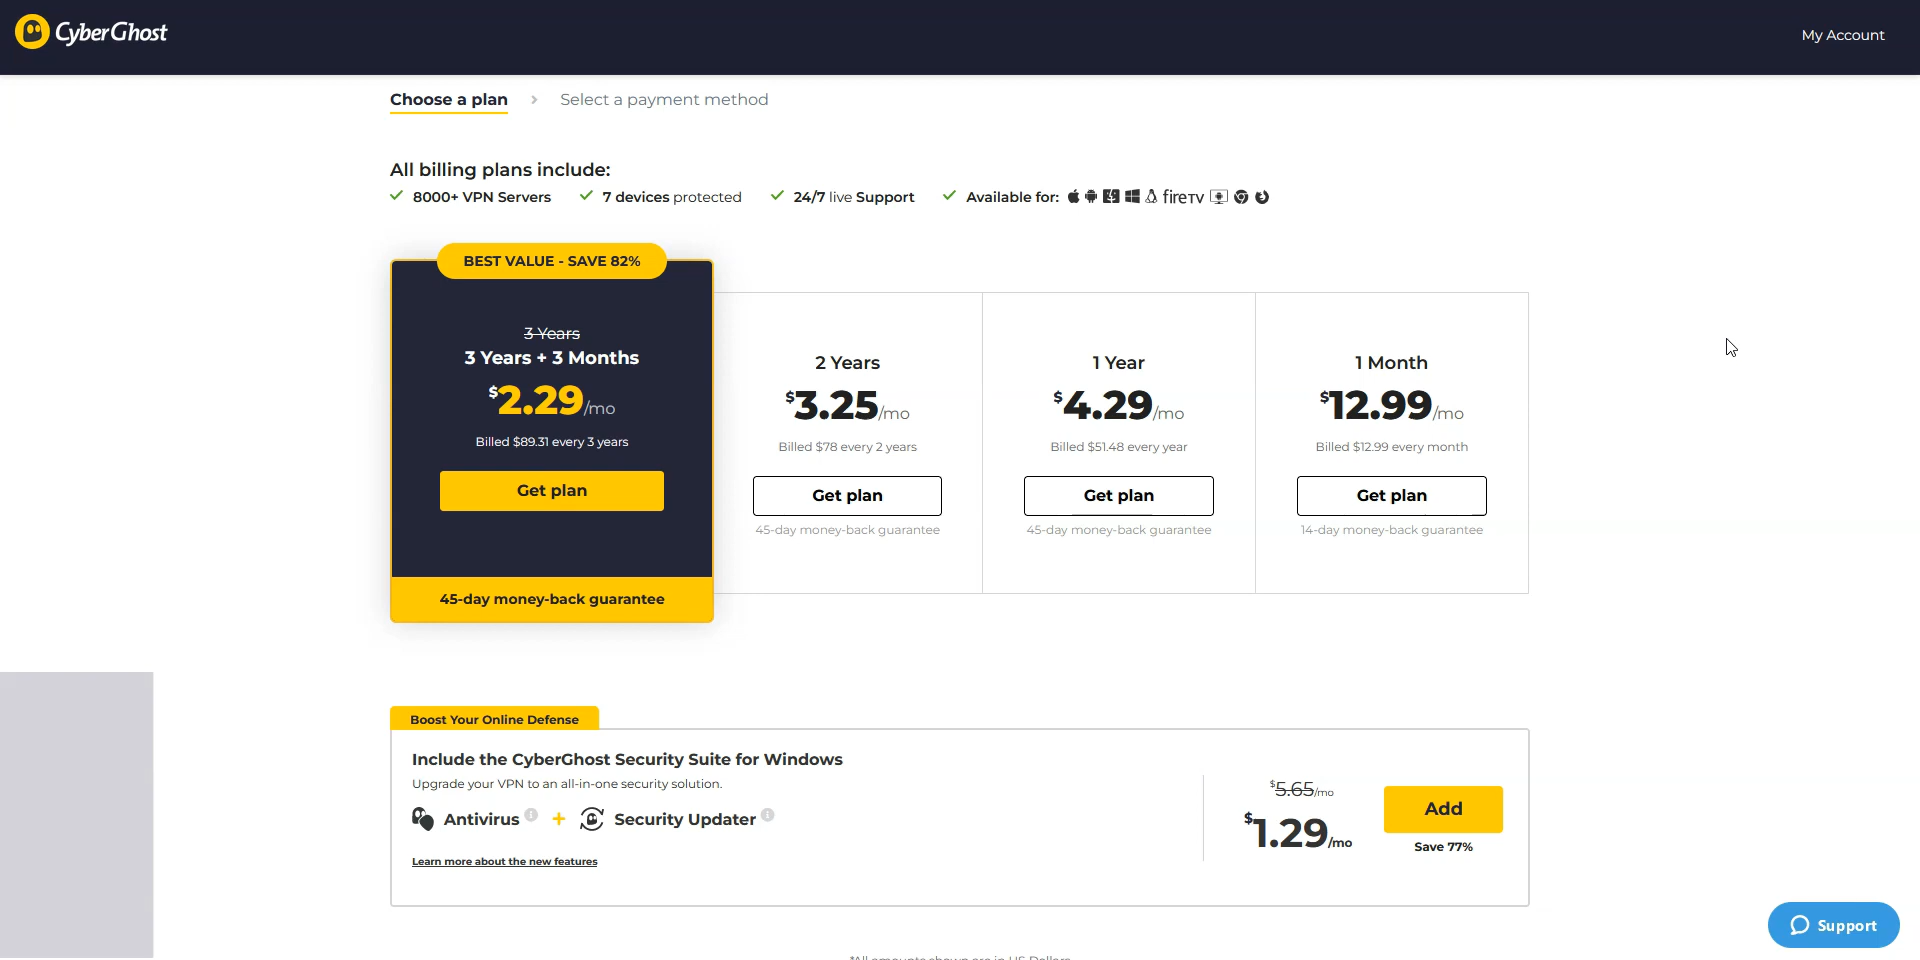 CyberGhost
My Account
Choose a plan
Select a payment method
All billing plans include:
8000+ VPN Servers
7 devices protected
24/7 live Support
Available for:
fireTV
BEST VALUE - SAVE 82%
3 Years
3 Years + 3 Months
$2.29/mo
Billed $89.31 every 3 years
Get plan
45-day money-back guarantee
2 Years
$3.25/mo
Billed $78 every 2 years
Get plan
45-day money-back guarantee
1 Year
$4.29/mo
Billed $51.48 every year
Get plan
45-day money-back guarantee
1 Month
$12.99/mo
Billed $12.99 every month
Get plan
14-day money-back guarantee
Boost Your Online Defense
Include the CyberGhost Security Suite for Windows
Upgrade your VPN to an all-in-one security solution.
Antivirus + Security Updater
Learn more about the new features
$5.65/mo
$1.29/mo
Add
Save 77%
Support
*All amounts shown are in US Dollars